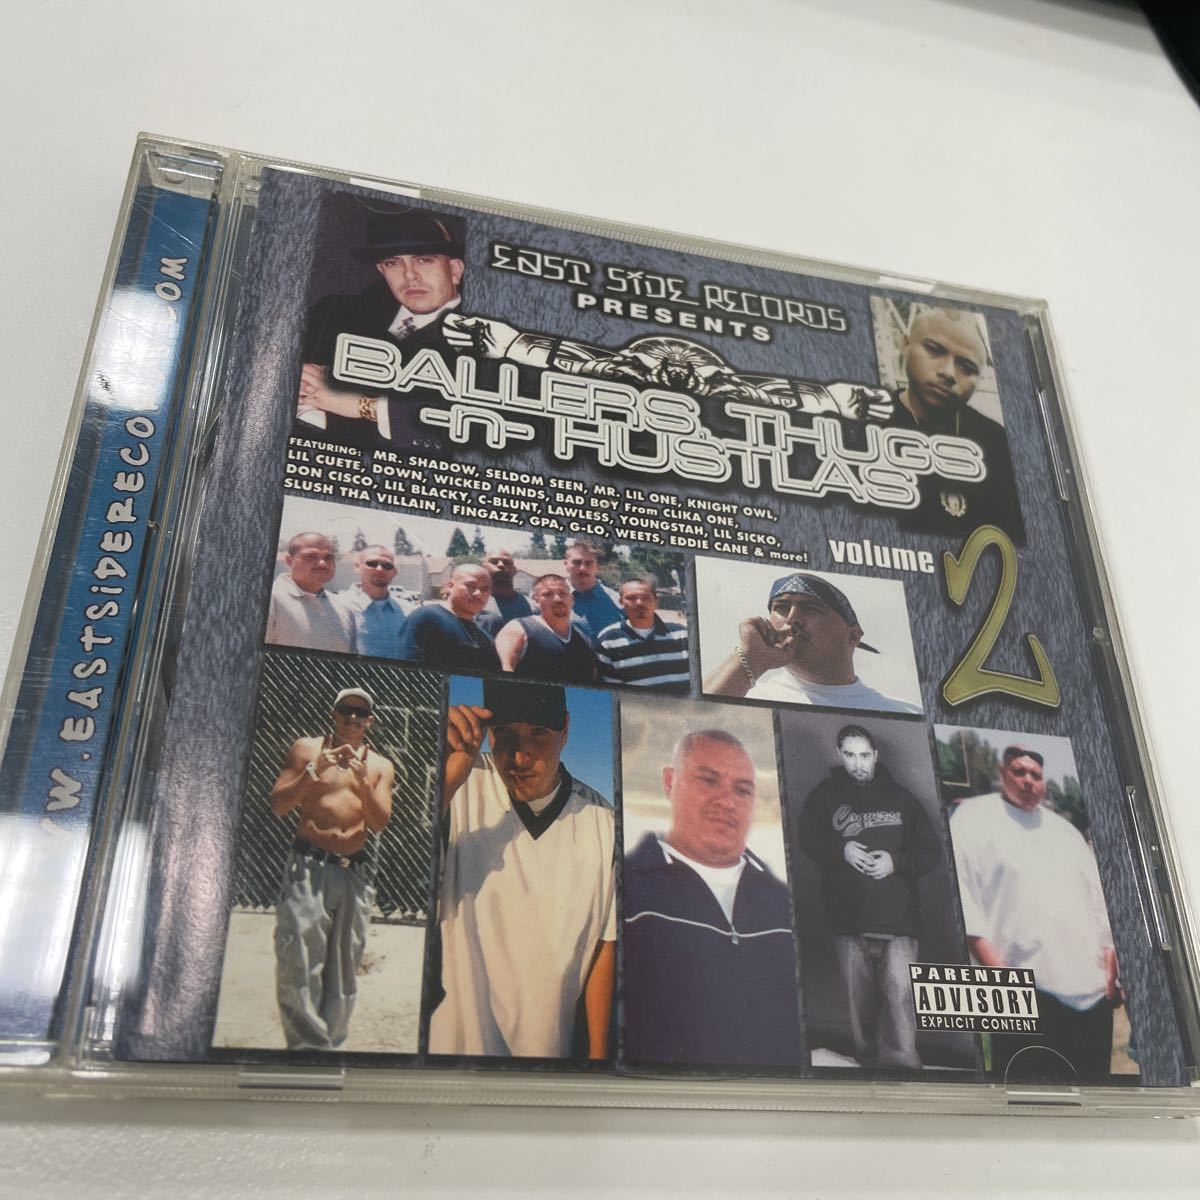 EAST SIDE RECORDS
PRESENTS
BALLERS, THUGS
-n- HUSTLAS
FEATURING: MR. SHADOW, SELDOM SEEN, MR. LIL ONE, KNIGHT OWL,
LIL CUETE, DOWN, WICKED MINDS, BAD BOY From CLIKA ONE,
DON CISCO, LIL BLACKY, C-BLUNT, LAWLESS, YOUNGSTAH, LIL SICKO,
SLUSH THA VILLAIN, FINGAZZ, GPA, G-LO, WEETS, EDDIE CANE & more!
volume 2
PARENTAL
ADVISORY
EXPLICIT CONTENT
W.EASTSIDERECO OM